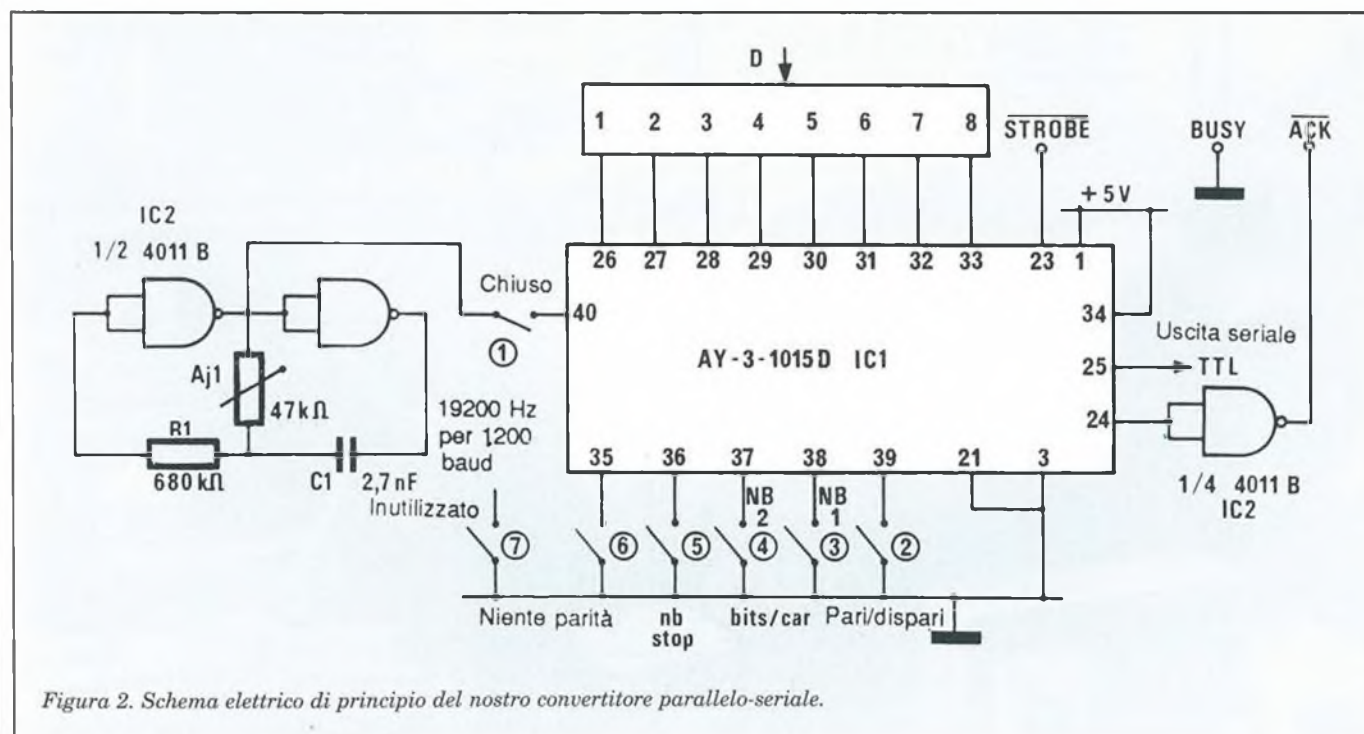 D
1 2 3 4 5 6 7 8
STROBE
BUSY
ACK
+5V
IC2
1/2 4011 B
26 27 28 29 30 31 32 33 23 1
Chiuso
40
34
①
AY-3-1015D IC1
Uscita seriale
25
TTL
Aj1
47kΩ
24
19200 Hz
per 1200
baud
R1
680kΩ
C1
2,7nF
35 36 37 38 39 21 3
1/4 4011 B
IC2
Inutilizzato
NB
2
NB
1
⑦ ⑥ ⑤ ④ ③ ②
Niente parità
nb
stop
bits/car
Pari/dispari
Figura 2. Schema elettrico di principio del nostro convertitore parallelo-seriale.